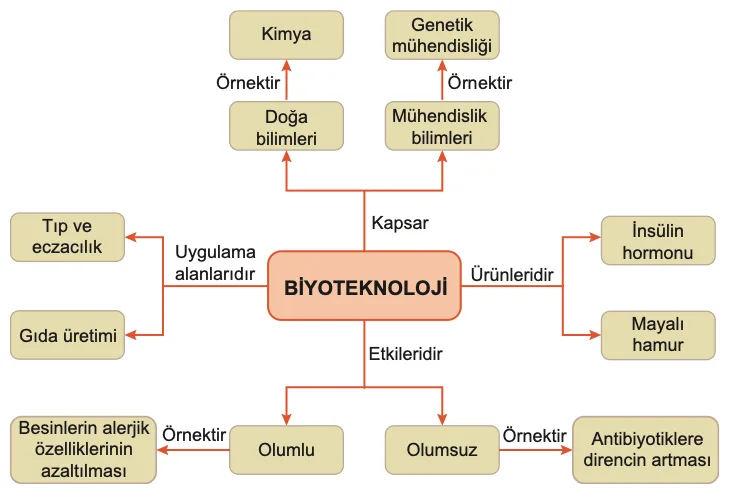 Kimya
Genetik
mühendisliği
Örnektir
Örnektir
Doğa
bilimleri
Mühendislik
bilimleri
Kapsar
Tıp ve
eczacılık
Uygulama
alanlarıdır
Gıda üretimi
BİYOTEKNOLOJİ
Ürünleridir
İnsülin
hormonu
Mayalı
hamur
Etkileridir
Besinlerin alerjik
özelliklerinin
azaltılması
Örnektir
Olumlu
Olumsuz
Örnektir
Antibiyotiklere
direncin artması